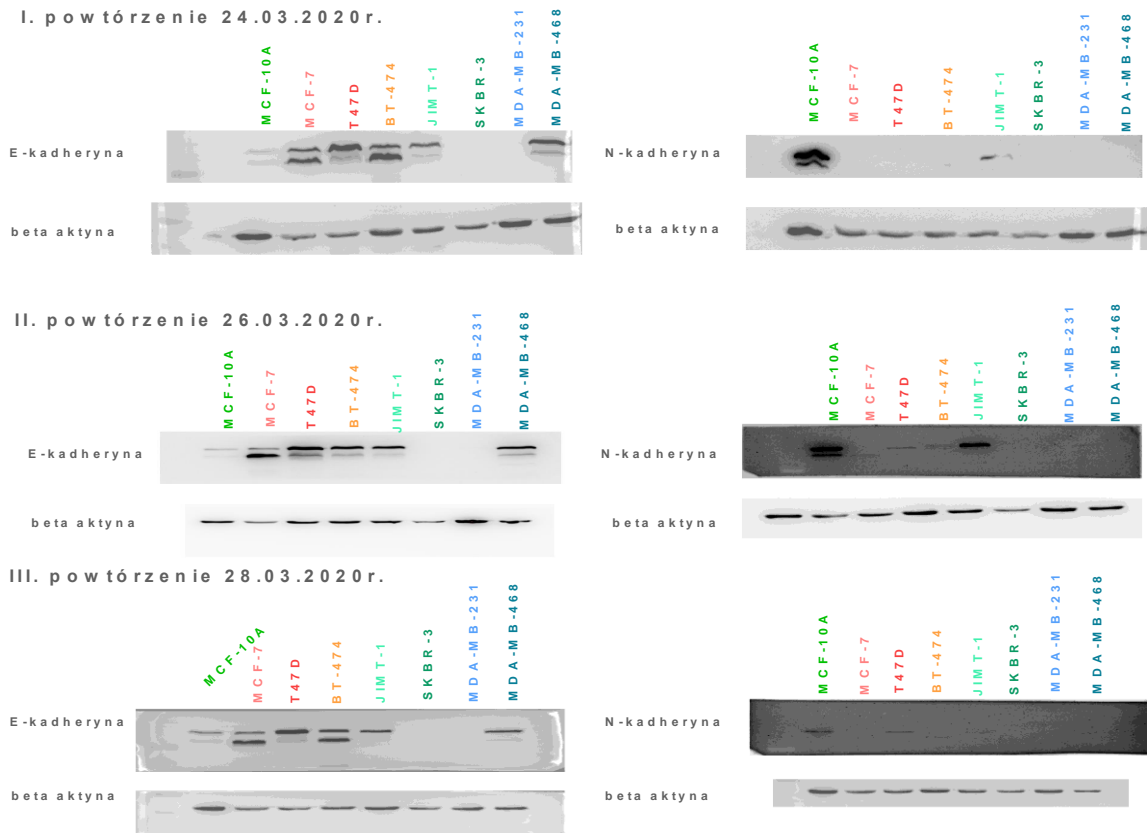 I. powtórzenie 24.03.2020r.
MCF-10A
MCF-7
T47D
BT-474
JIMT-1
SKBR-3
MDA-MB-231
MDA-MB-468
E-kadheryna
beta aktyna
MCF-10A
MCF-7
T47D
BT-474
JIMT-1
SKBR-3
MDA-MB-231
MDA-MB-468
N-kadheryna
beta aktyna
II. powtórzenie 26.03.2020r.
MCF-10A
MCF-7
T47D
BT-474
JIMT-1
SKBR-3
MDA-MB-231
MDA-MB-468
E-kadheryna
beta aktyna
MCF-10A
MCF-7
T47D
BT-474
JIMT-1
SKBR-3
MDA-MB-231
MDA-MB-468
N-kadheryna
beta aktyna
III. powtórzenie 28.03.2020r.
MCF-10A
MCF-7
T47D
BT-474
JIMT-1
SKBR-3
MDA-MB-231
MDA-MB-468
E-kadheryna
beta aktyna
MCF-10A
MCF-7
T47D
BT-474
JIMT-1
SKBR-3
MDA-MB-231
MDA-MB-468
N-kadheryna
beta aktyna